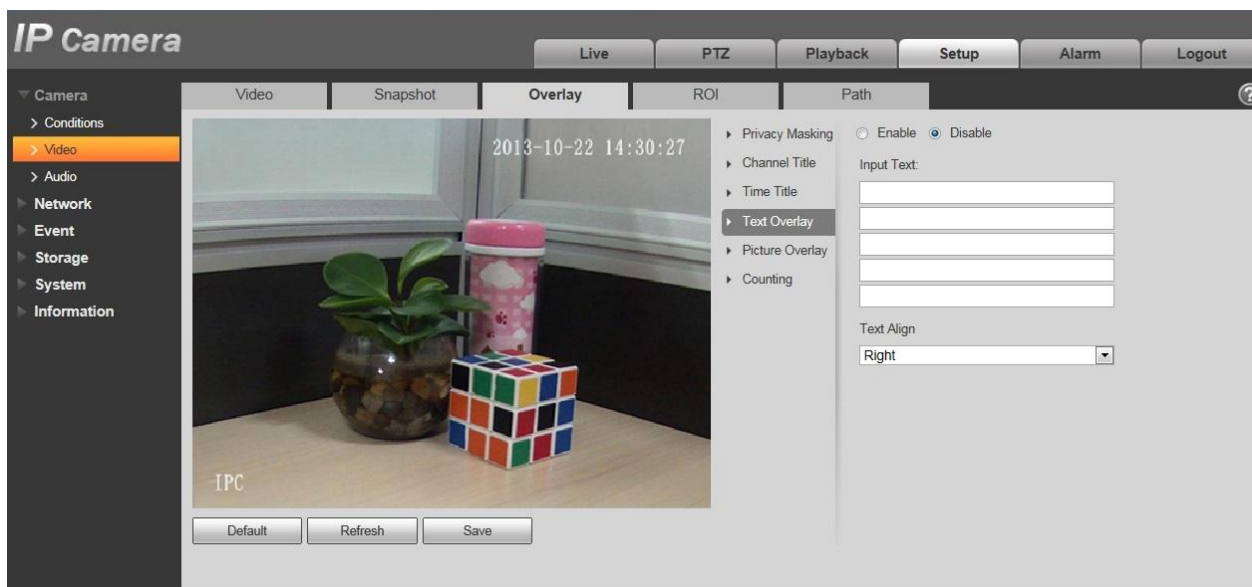 IP Camera
Live PTZ Playback Setup Alarm Logout
Camera
Conditions
Video
Audio
Network
Event
Storage
System
Information
Video Snapshot Overlay ROI Path
?
2013-10-22 14:30:27
IPC
Default Refresh Save
Privacy Masking
Channel Title
Time Title
Text Overlay
Picture Overlay
Counting
Enable Disable
Input Text:
Text Align
Right